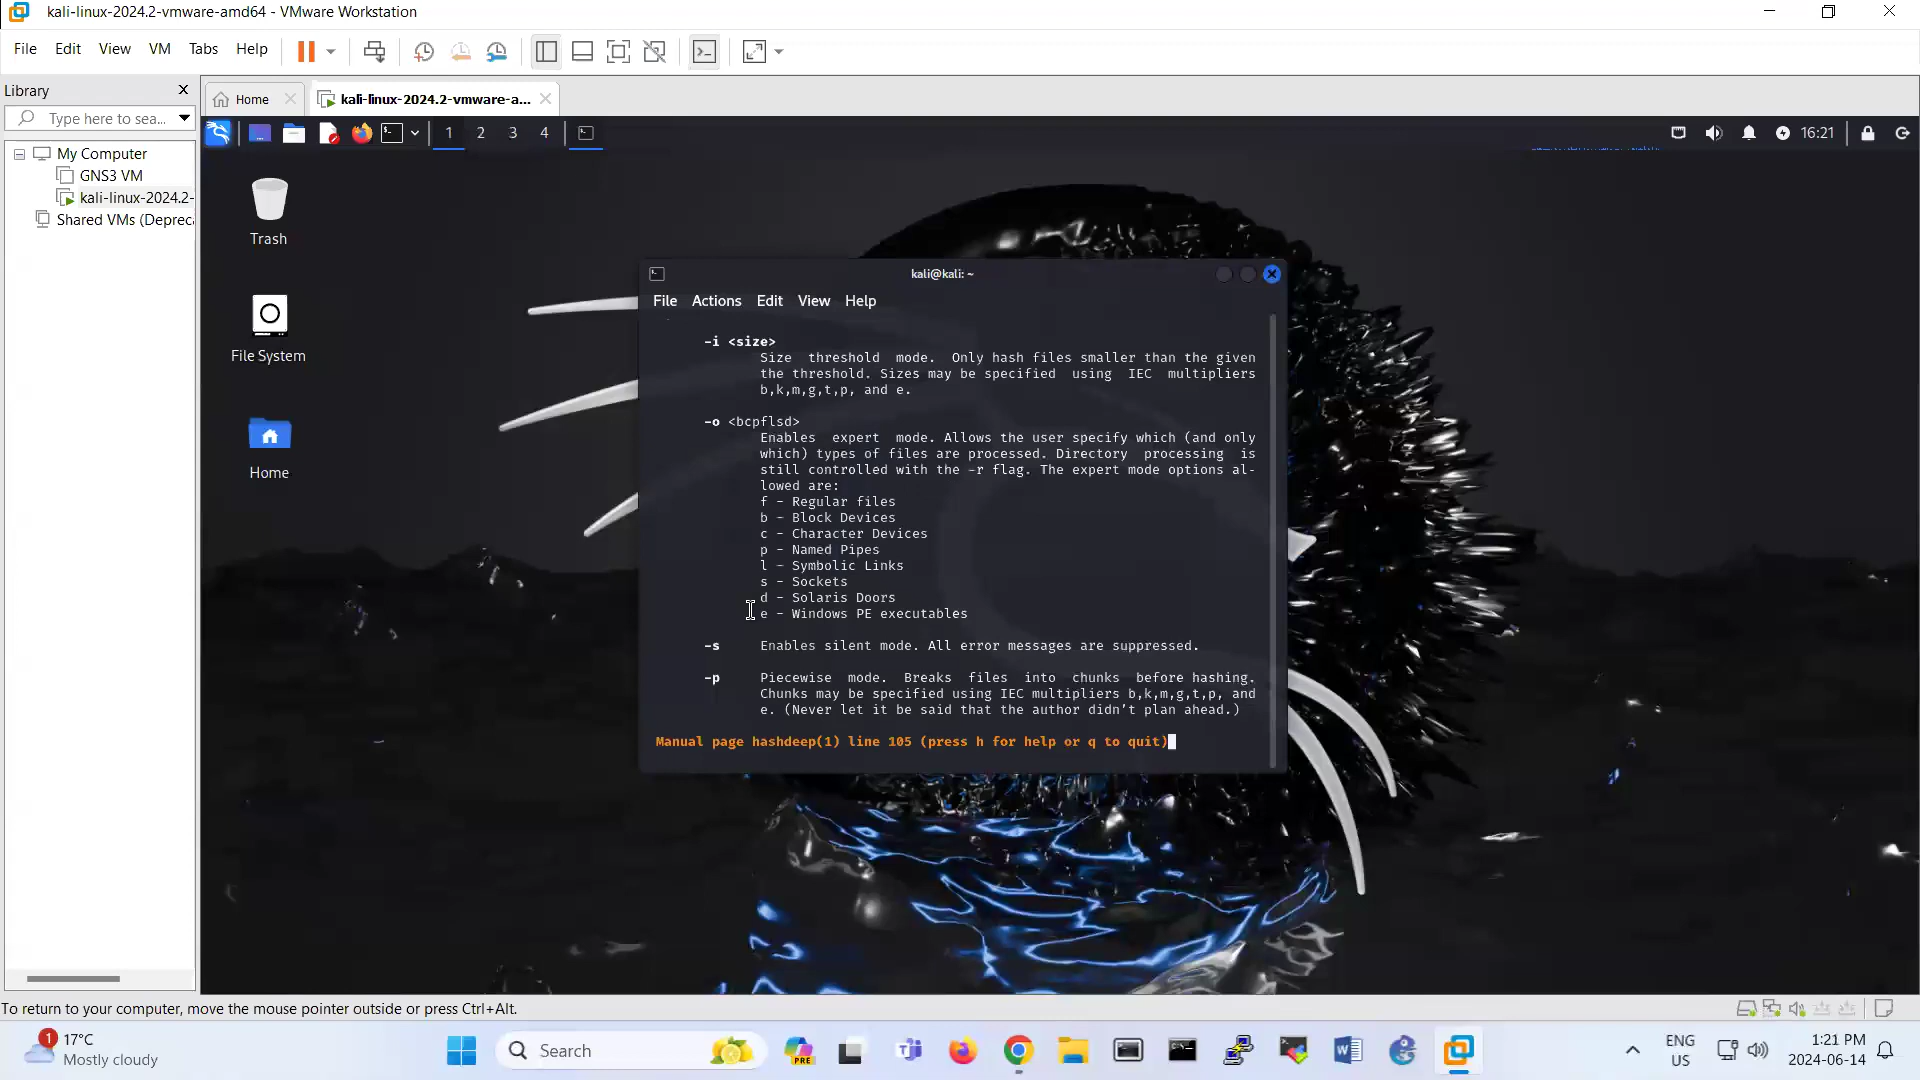 kali-linux-2024.2-vmware-amd64 - VMware Workstation
File Edit View VM Tabs Help
Library
Type here to sea...
My Computer
GNS3 VM
kali-linux-2024.2-
Shared VMs (Depreca
Home
kali-linux-2024.2-vmware-a...
1 2 3 4
16:21
Trash
File System
Home
kali@kali: ~
File Actions Edit View Help
-i <size>
Size threshold mode. Only hash files smaller than the given
the threshold. Sizes may be specified using IEC multipliers
b,k,m,g,t,p, and e.
-o <bcpflsd>
Enables expert mode. Allows the user specify which (and only
which) types of files are processed. Directory processing is
still controlled with the -r flag. The expert mode options al-
lowed are:
f - Regular files
b - Block Devices
c - Character Devices
p - Named Pipes
l - Symbolic Links
s - Sockets
d - Solaris Doors
e - Windows PE executables
-s Enables silent mode. All error messages are suppressed.
-p Piecewise mode. Breaks files into chunks before hashing.
Chunks may be specified using IEC multipliers b,k,m,g,t,p, and
e. (Never let it be said that the author didn't plan ahead.)
Manual page hashdeep(1) line 105 (press h for help or q to quit)
To return to your computer, move the mouse pointer outside or press Ctrl+Alt.
1
17°C
Mostly cloudy
Search
PRE
ENG
US
1:21 PM
2024-06-14